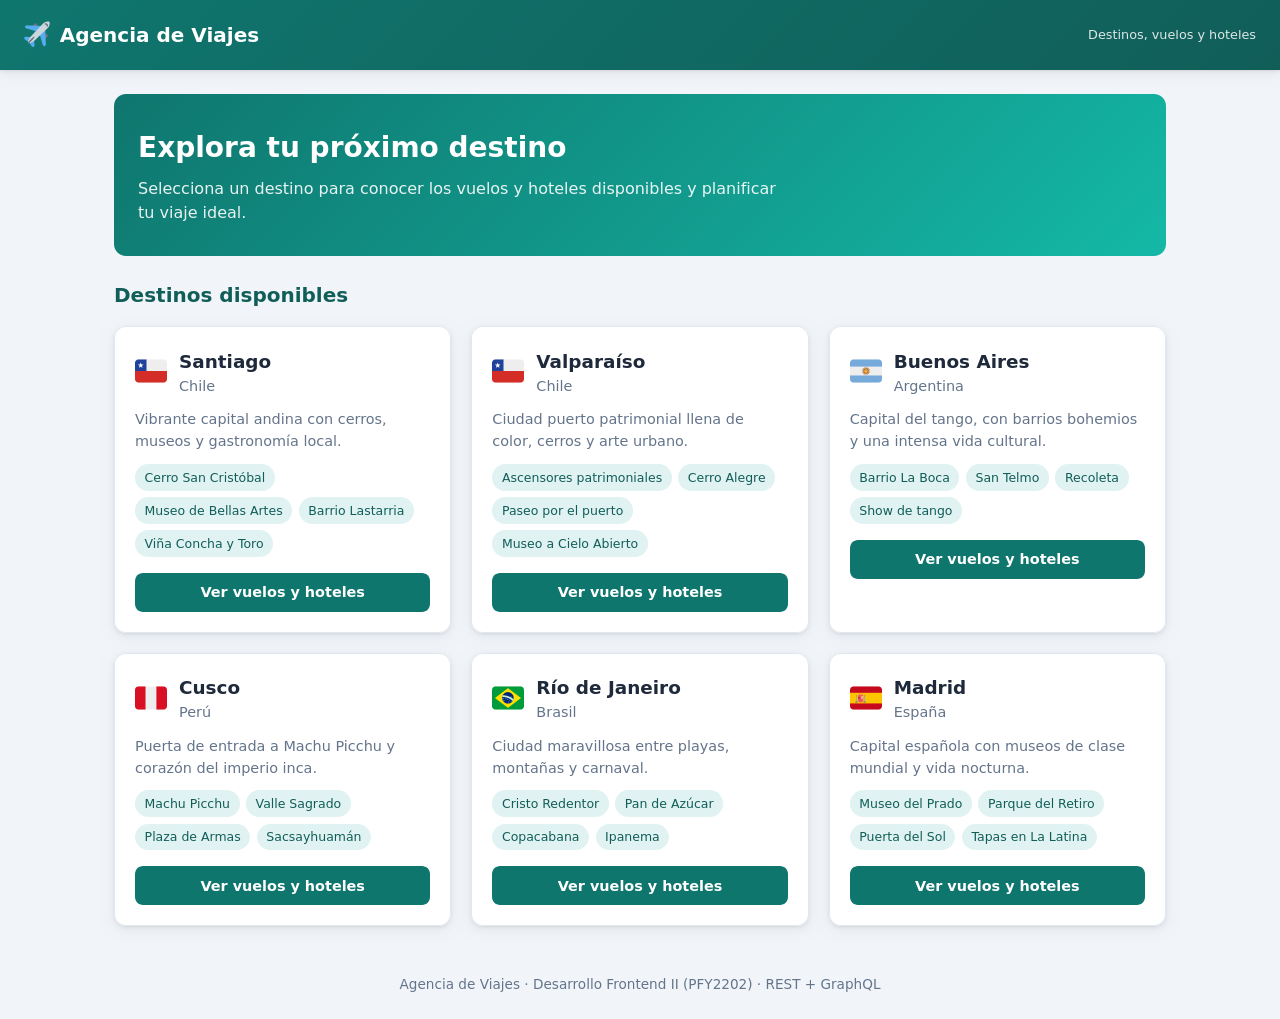 Agencia de Viajes
Destinos, vuelos y hoteles
Explora tu próximo destino
Selecciona un destino para conocer los vuelos y hoteles disponibles y planificar
tu viaje ideal.
Destinos disponibles
Santiago
Chile
Vibrante capital andina con cerros,
museos y gastronomía local.
Cerro San Cristóbal
Museo de Bellas Artes Barrio Lastarria
Viña Concha y Toro
Ver vuelos y hoteles
Valparaíso
Chile
Ciudad puerto patrimonial llena de
color, cerros y arte urbano.
Ascensores patrimoniales Cerro Alegre
Paseo por el puerto
Museo a Cielo Abierto
Ver vuelos y hoteles
Buenos Aires
Argentina
Capital del tango, con barrios bohemios
y una intensa vida cultural.
Barrio La Boca San Telmo Recoleta
Show de tango
Ver vuelos y hoteles
Cusco
Perú
Puerta de entrada a Machu Picchu y
corazón del imperio inca.
Machu Picchu Valle Sagrado
Plaza de Armas Sacsayhuamán
Ver vuelos y hoteles
Río de Janeiro
Brasil
Ciudad maravillosa entre playas,
montañas y carnaval.
Cristo Redentor Pan de Azúcar
Copacabana Ipanema
Ver vuelos y hoteles
Madrid
España
Capital española con museos de clase
mundial y vida nocturna.
Museo del Prado Parque del Retiro
Puerta del Sol Tapas en La Latina
Ver vuelos y hoteles
Agencia de Viajes · Desarrollo Frontend II (PFY2202) · REST + GraphQL